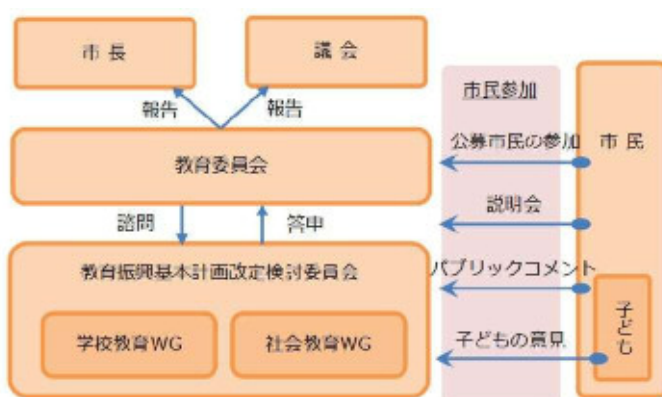 市長
議会
報告
報告
市民参加
公募市民の参加
市民
教育委員会
説明会
諮問
答申
教育振興基本計画改定検討委員会
パブリックコメント
子ども
学校教育WG
社会教育WG
子どもの意見